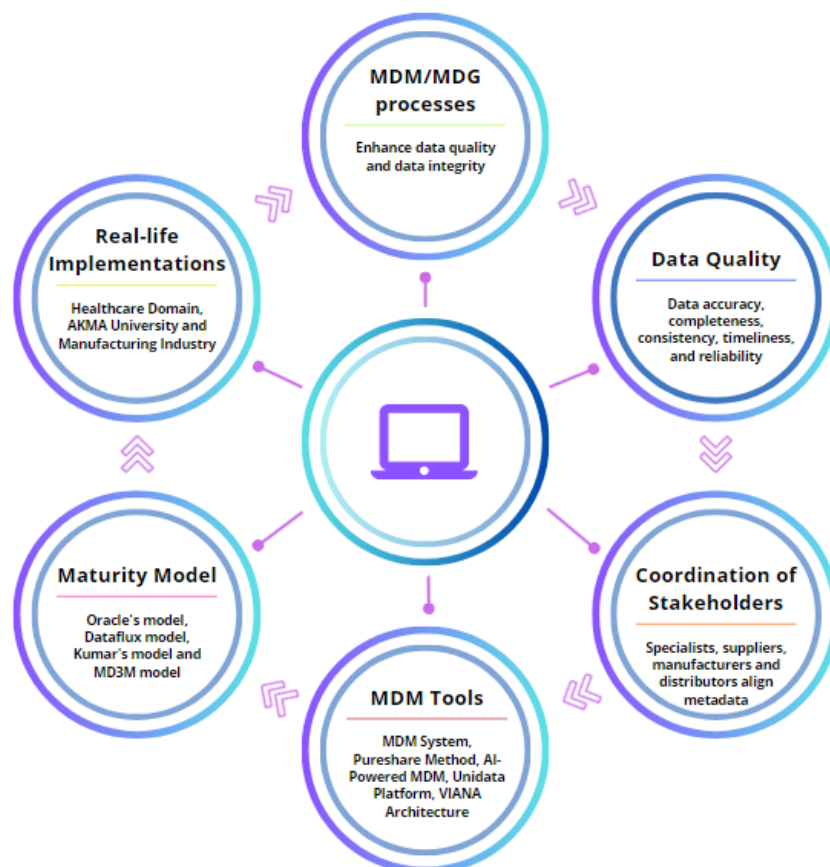 MDM/MDG
processes
Enhance data quality
and data integrity
Data Quality
Data accuracy,
completeness,
consistency, timeliness,
and reliability
Coordination of
Stakeholders
Specialists, suppliers,
manufacturers and
distributors align
metadata
MDM Tools
MDM System,
Pureshare Method, AI-
Powered MDM, Unidata
Platform, VIANA
Architecture
Maturity Model
Oracle's model,
Dataflux model,
Kumar's model and
MD3M model
Real-life
Implementations
Healthcare Domain,
AKMA University and
Manufacturing Industry